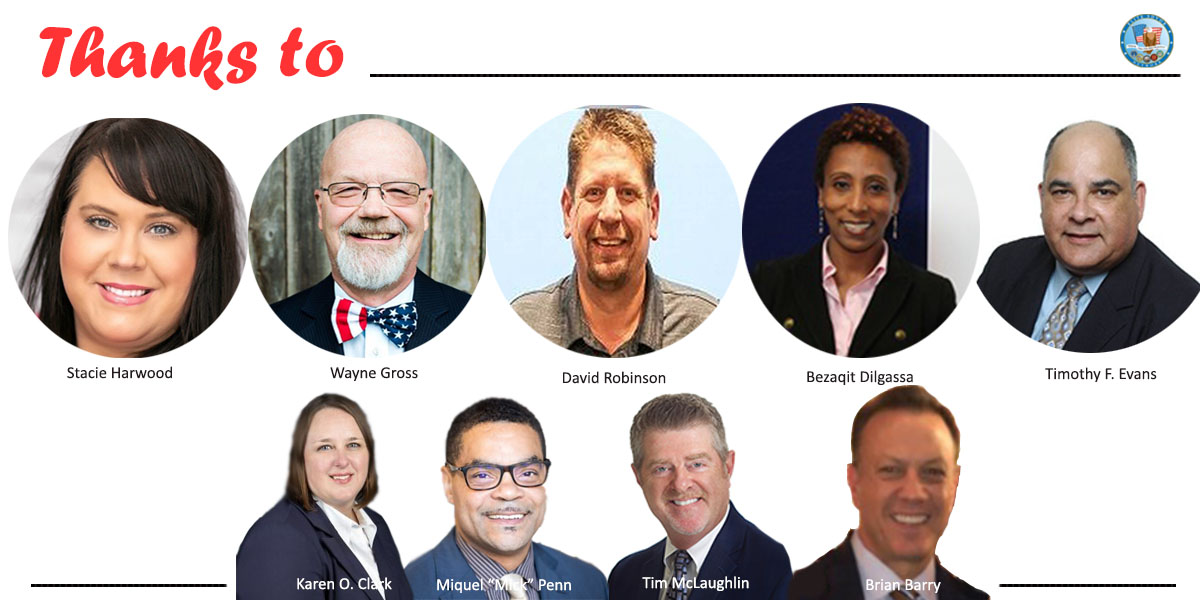 Thanks to
Stacie Harwood
Wayne Gross
David Robinson
Bezaqit Dilgassa
Timothy F. Evans
Karen O. Clark
Miquel “Mick” Penn
Tim McLaughlin
Brian Barry